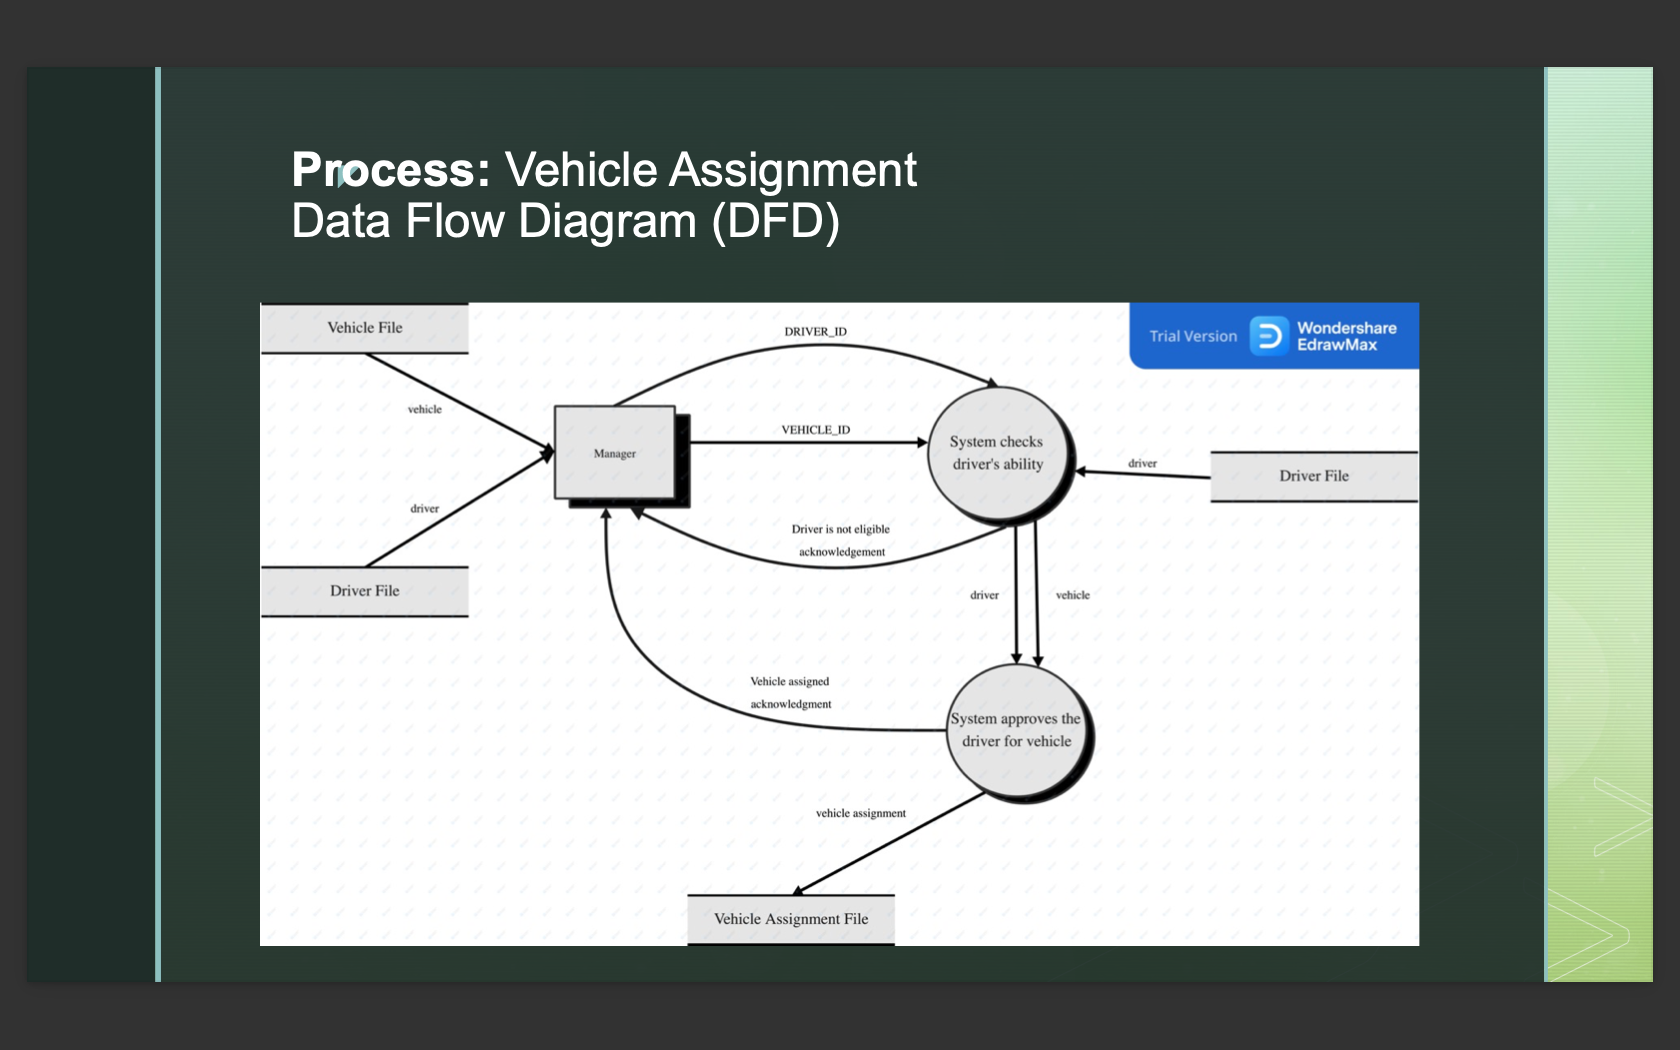 Process: Vehicle Assignment
Data Flow Diagram (DFD)
Vehicle File
DRIVER_ID
Trial Version
Wondershare
EdrawMax
vehicle
Manager
VEHICLE_ID
System checks
driver's ability
driver
Driver File
driver
Driver is not eligible
acknowledgement
Driver File
driver
vehicle
Vehicle assigned
acknowledgment
System approves the
driver for vehicle
vehicle assignment
Vehicle Assignment File